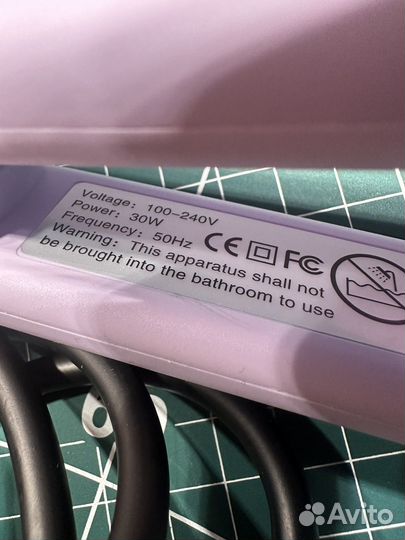 Voltage: 100-240V
Power: 30W
Frequency: 50Hz CE FC
Warning: This apparatus shall not
be brought into the bathroom to use
Avito